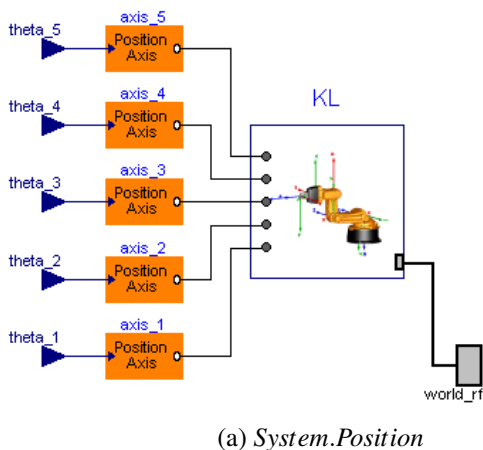 theta_5
axis_5
Position
Axis
theta_4
axis_4
Position
Axis
KL
theta_3
axis_3
Position
Axis
theta_2
axis_2
Position
Axis
theta_1
axis_1
Position
Axis
world_rf
(a) System.Position